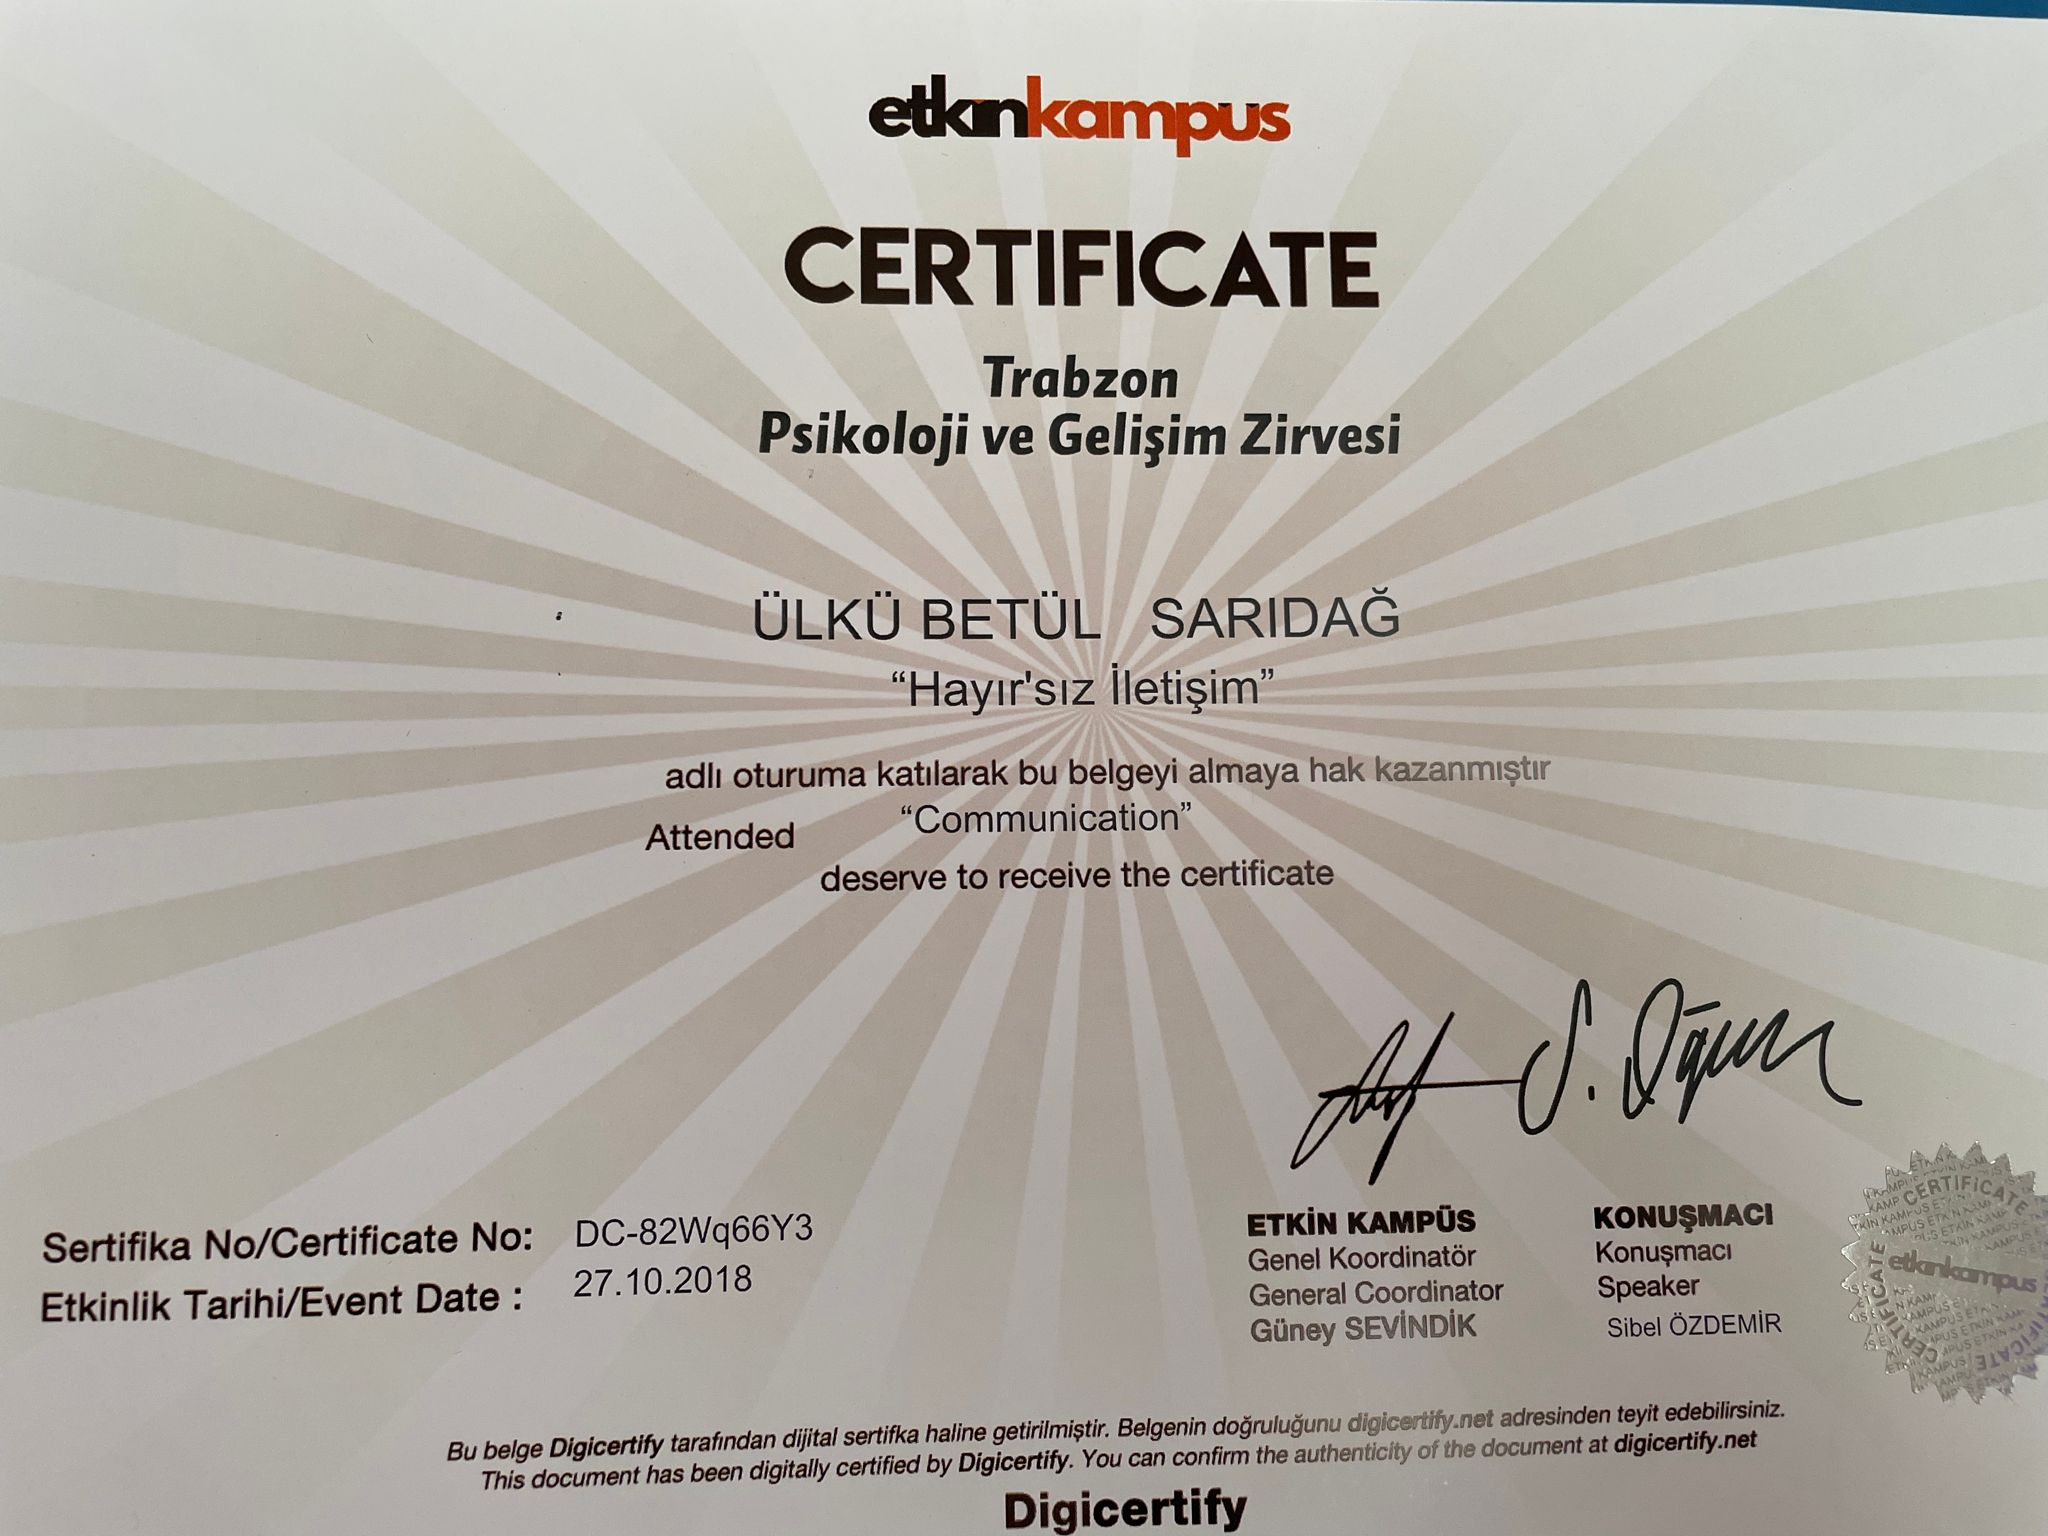 etkinkampus
CERTIFICATE
Trabzon
Psikoloji ve Gelişim Zirvesi
ÜLKÜ BETÜL SARIDAĞ
“Hayır'sız İletişim”
adlı oturuma katılarak bu belgeyi almaya hak kazanmıştır
“Communication”
Attended
deserve to receive the certificate
Sertifika No/Certificate No: DC-82Wq66Y3
Etkinlik Tarihi/Event Date : 27.10.2018
ETKİN KAMPÜS
Genel Koordinatör
General Coordinator
Güney SEVİNDİK
KONUŞMACI
Konuşmacı
Speaker
Sibel ÖZDEMİR
CERTIFICATE
etkinkampus
CERTIFICATE
Bu belge Digicertify tarafından dijital sertifka haline getirilmiştir. Belgenin doğruluğunu digicertify.net adresinden teyit edebilirsiniz.
This document has been digitally certified by Digicertify. You can confirm the authenticity of the document at digicertify.net
Digicertify